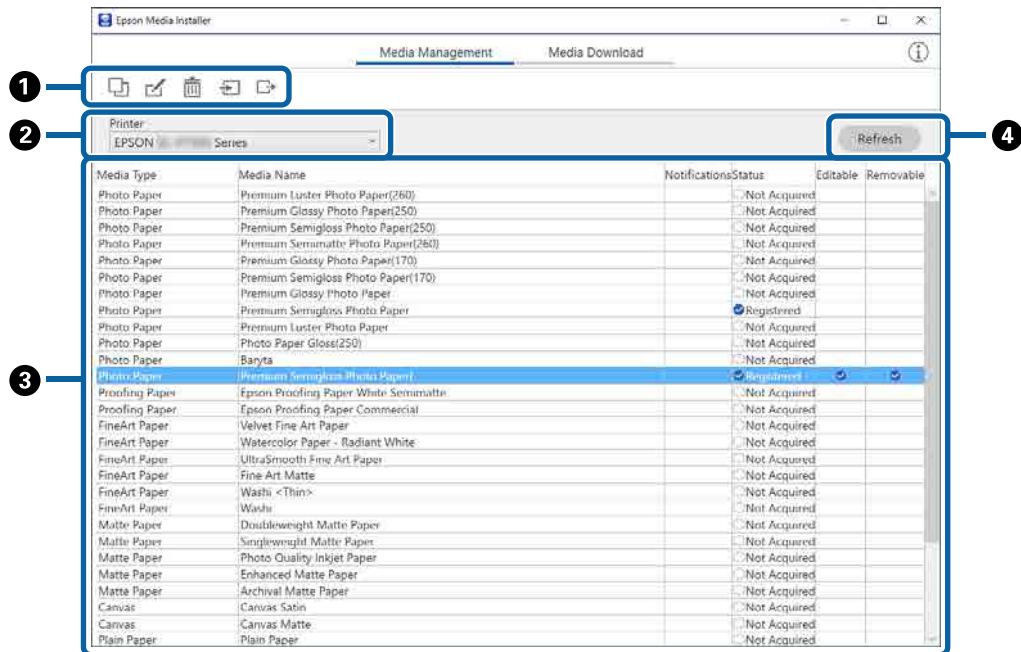 Epson Media Installer
Media Management Media Download
1
2
Printer
EPSON Series
Refresh
4
3
Media Type Media Name Notifications Status Editable Removable
Photo Paper Premium Luster Photo Paper(260) Not Acquired
Photo Paper Premium Glossy Photo Paper(250) Not Acquired
Photo Paper Premium Semigloss Photo Paper(250) Not Acquired
Photo Paper Premium Semimatte Photo Paper(260) Not Acquired
Photo Paper Premium Glossy Photo Paper(170) Not Acquired
Photo Paper Premium Semigloss Photo Paper(170) Not Acquired
Photo Paper Premium Glossy Photo Paper Not Acquired
Photo Paper Premium Semigloss Photo Paper Registered
Photo Paper Premium Luster Photo Paper Not Acquired
Photo Paper Photo Paper Gloss(250) Not Acquired
Photo Paper Baryta Not Acquired
Photo Paper Premium Semigloss Photo Paper( Registered
Proofing Paper Epson Proofing Paper White Semimatte Not Acquired
Proofing Paper Epson Proofing Paper Commercial Not Acquired
FineArt Paper Velvet Fine Art Paper Not Acquired
FineArt Paper Watercolor Paper - Radiant White Not Acquired
FineArt Paper UltraSmooth Fine Art Paper Not Acquired
FineArt Paper Fine Art Matte Not Acquired
FineArt Paper Washi <Thin> Not Acquired
FineArt Paper Washi Not Acquired
Matte Paper Doubleweight Matte Paper Not Acquired
Matte Paper Singleweight Matte Paper Not Acquired
Matte Paper Photo Quality Inkjet Paper Not Acquired
Matte Paper Enhanced Matte Paper Not Acquired
Matte Paper Archival Matte Paper Not Acquired
Canvas Canvas Satin Not Acquired
Canvas Canvas Matte Not Acquired
Plain Paper Plain Paper Not Acquired